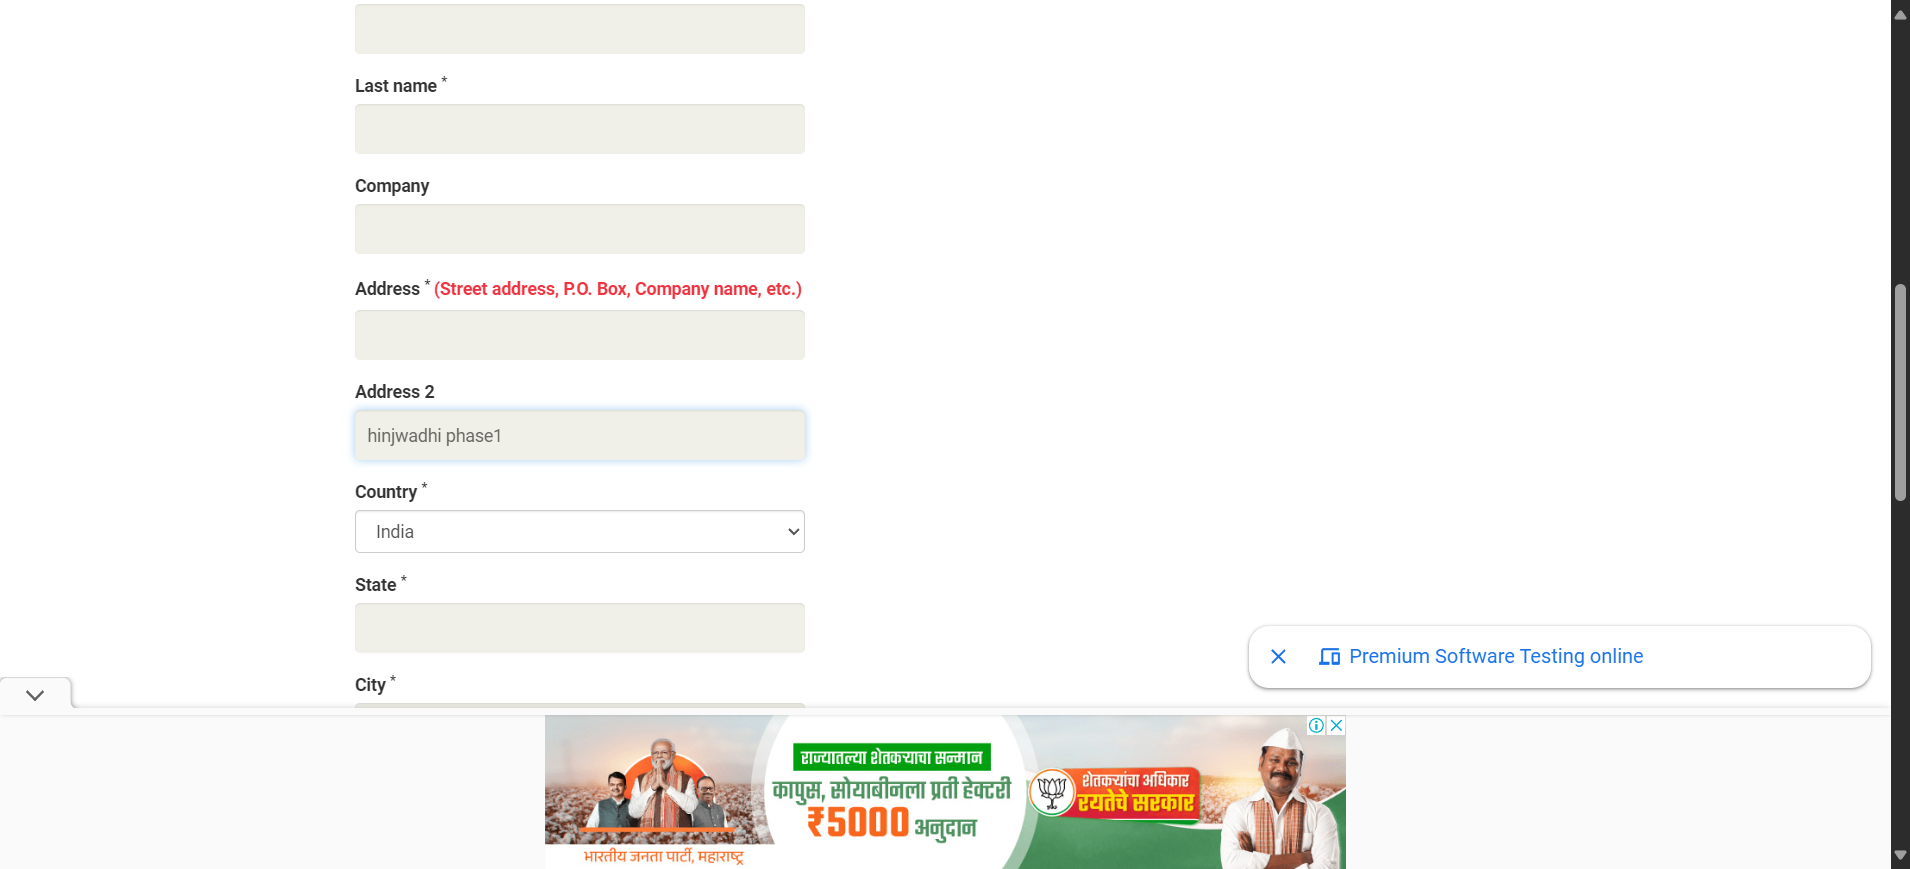 Last name *
Company
Address * (Street address, P.O. Box, Company name, etc.)
Address 2
hinjwadhi phase1
Country *
India
State *
City *
Premium Software Testing online
राज्यातल्या शेतकऱ्याचा सन्मान
कापुस, सोयाबीनला प्रती हेक्टरी
₹5000 अनुदान
शेतकऱ्यांचा अधिकार
रयतेचे सरकार
भारतीय जनता पार्टी, महाराष्ट्र